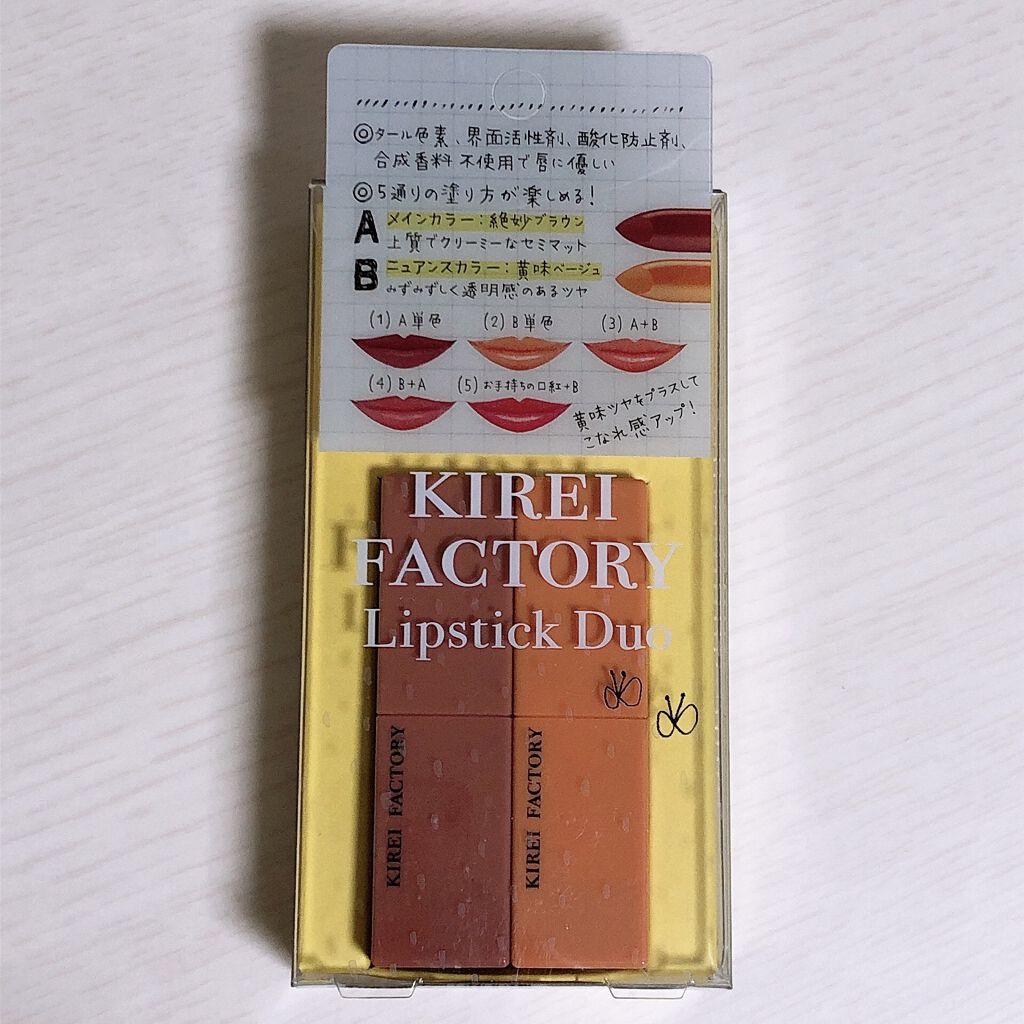 ◎タール色素、界面活性剤、酸化防止剤、
合成香料 不使用で唇に優しい
◎5通りの塗り方が楽しめる!
A メインカラー:絶妙ブラウン
上質でクリーミーなセミマット
B ニュアンスカラー:黄味ベージュ
みずみずしく透明感のあるツヤ
(1) A単色 (2) B単色 (3) A+B
(4) B+A (5) お手持ちの口紅+B
黄味ツヤをプラスして
こなれ感アップ!
KIREI
FACTORY
Lipstick Duo
KIREI FACTORY
KIREI FACTORY